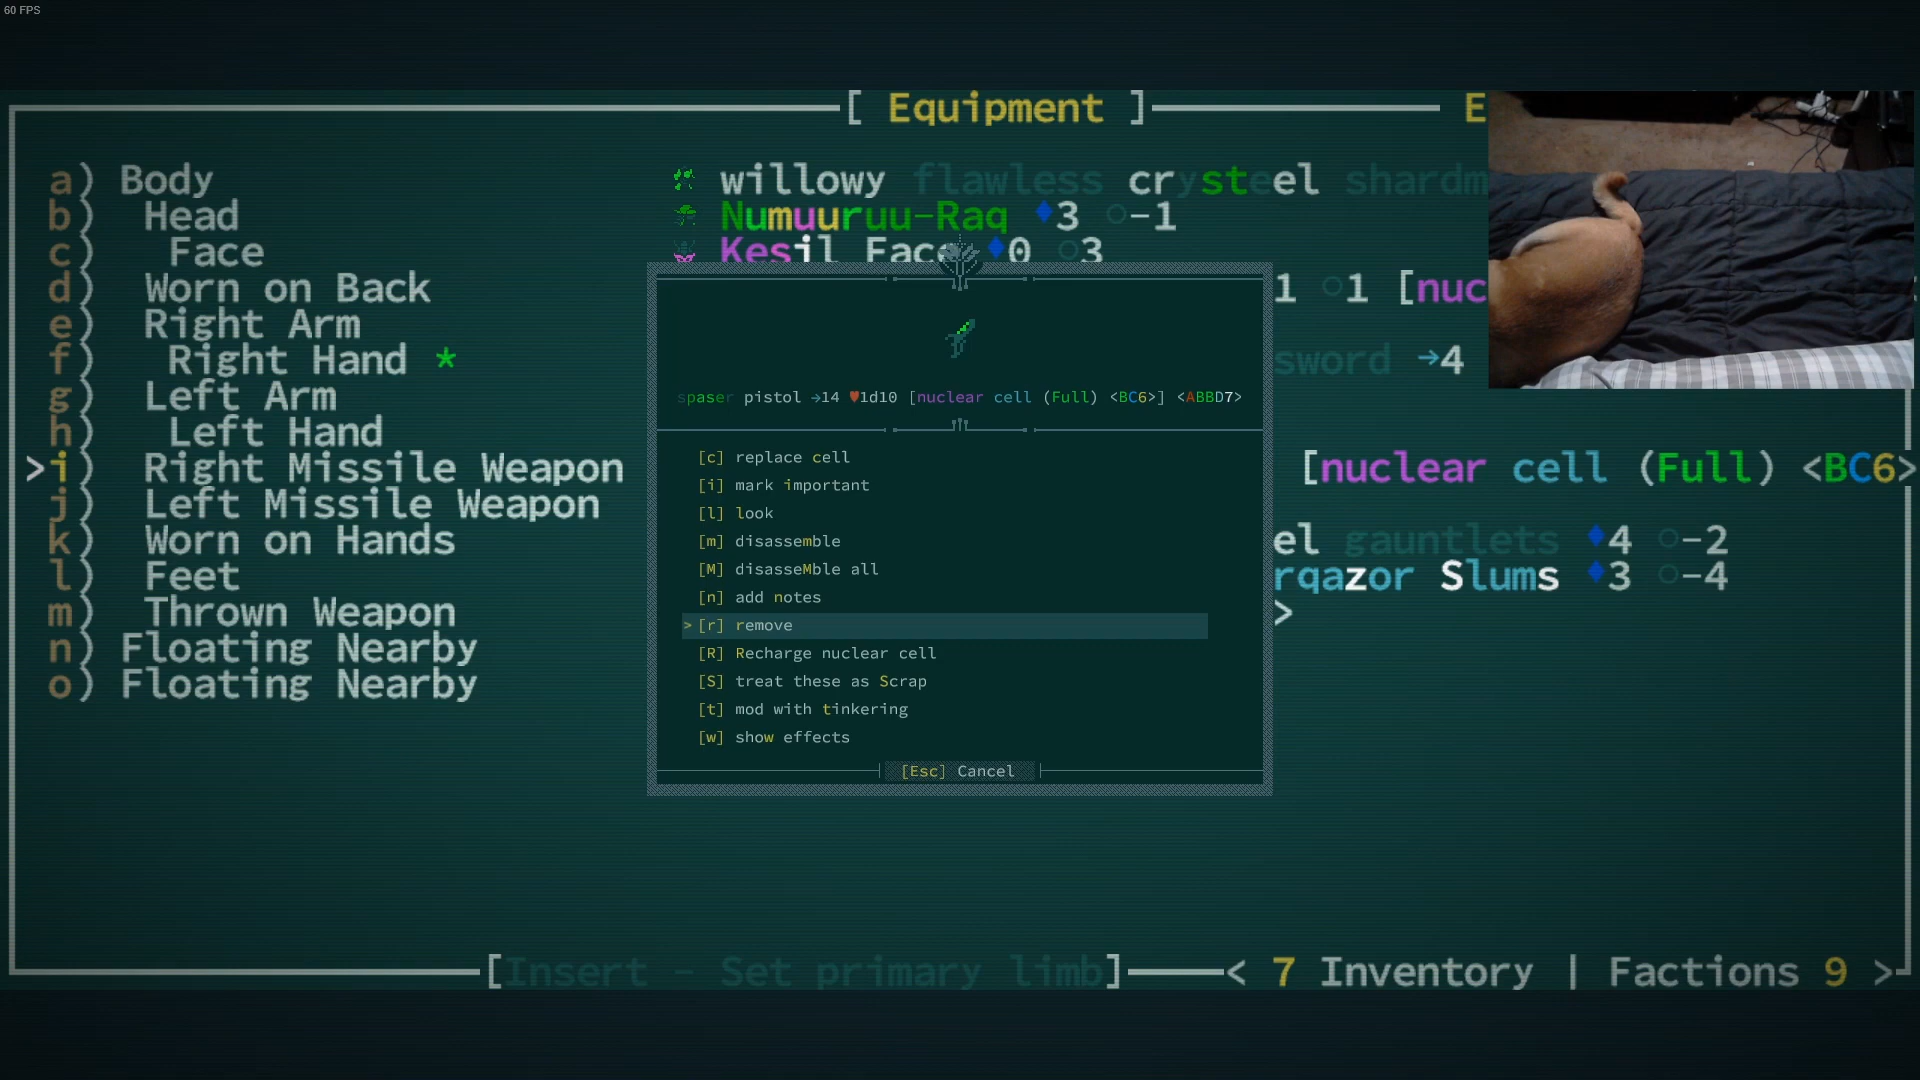 60 FPS
[ Equipment ] E
a) Body willowy flawless crysteel shardm
b) Head Numuuruu-Raq ♦3 ○-1
c) Face Kesil Face ♦0 ○3
d) Worn on Back 1 ○1 [nuc
e) Right Arm
f) Right Hand * sword →4
g) Left Arm
h) Left Hand
>i) Right Missile Weapon [nuclear cell (Full) <BC6>
j) Left Missile Weapon
k) Worn on Hands el gauntlets ♦4 ○-2
l) Feet rqazor Slums ♦3 ○-4
m) Thrown Weapon >
n) Floating Nearby
o) Floating Nearby
spaser pistol →14 ♥1d10 [nuclear cell (Full) <BC6>] <ABBD7>
[c] replace cell
[i] mark important
[l] look
[m] disassemble
[M] disasseMble all
[n] add notes
> [r] remove
[R] Recharge nuclear cell
[S] treat these as Scrap
[t] mod with tinkering
[w] show effects
[Esc] Cancel
[Insert - Set primary limb] < 7 Inventory | Factions 9 >